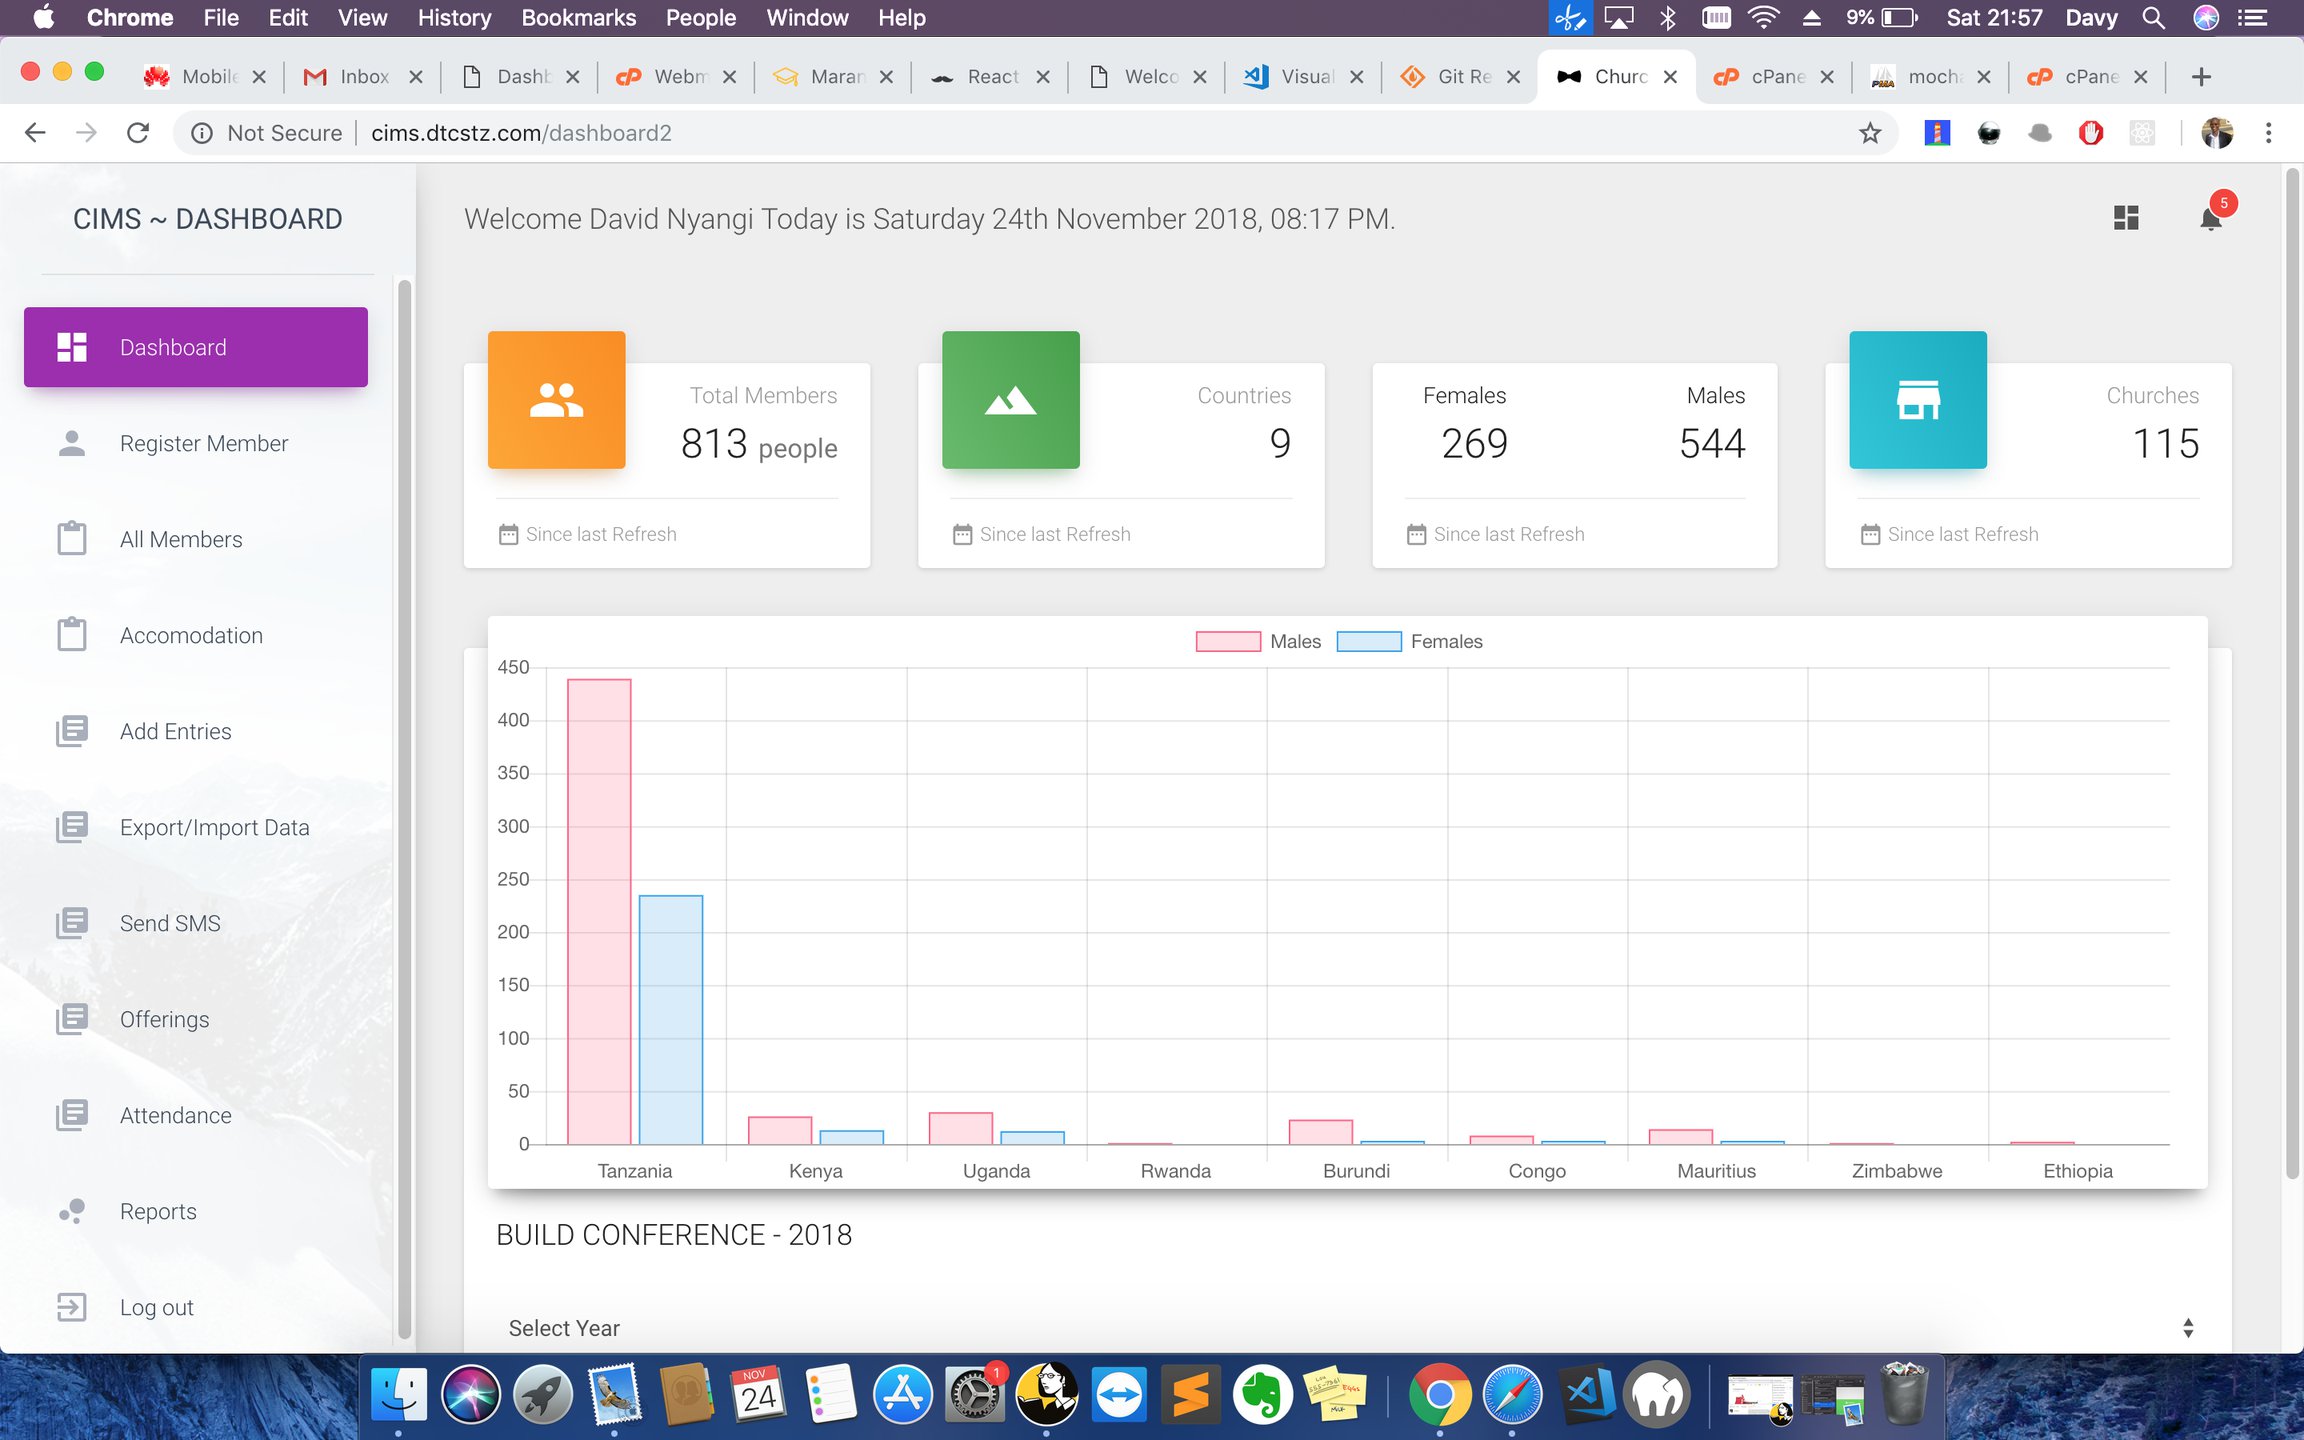 Chrome File Edit View History Bookmarks People Window Help 9% Sat 21:57 Davy
Mobile Inbox Dashb Webm Maran React Welco Visual Git Re Churc cPane mocha cPane
Not Secure cims.dtcstz.com/dashboard2
CIMS ~ DASHBOARD
Dashboard
Register Member
All Members
Accomodation
Add Entries
Export/Import Data
Send SMS
Offerings
Attendance
Reports
Log out
Welcome David Nyangi Today is Saturday 24th November 2018, 08:17 PM.
5
Total Members
813 people
Since last Refresh
Countries
9
Since last Refresh
Females Males
269 544
Since last Refresh
Churches
115
Since last Refresh
Males Females
450
400
350
300
250
200
150
100
50
0
Tanzania Kenya Uganda Rwanda Burundi Congo Mauritius Zimbabwe Ethiopia
BUILD CONFERENCE - 2018
Select Year
NOV
24
1